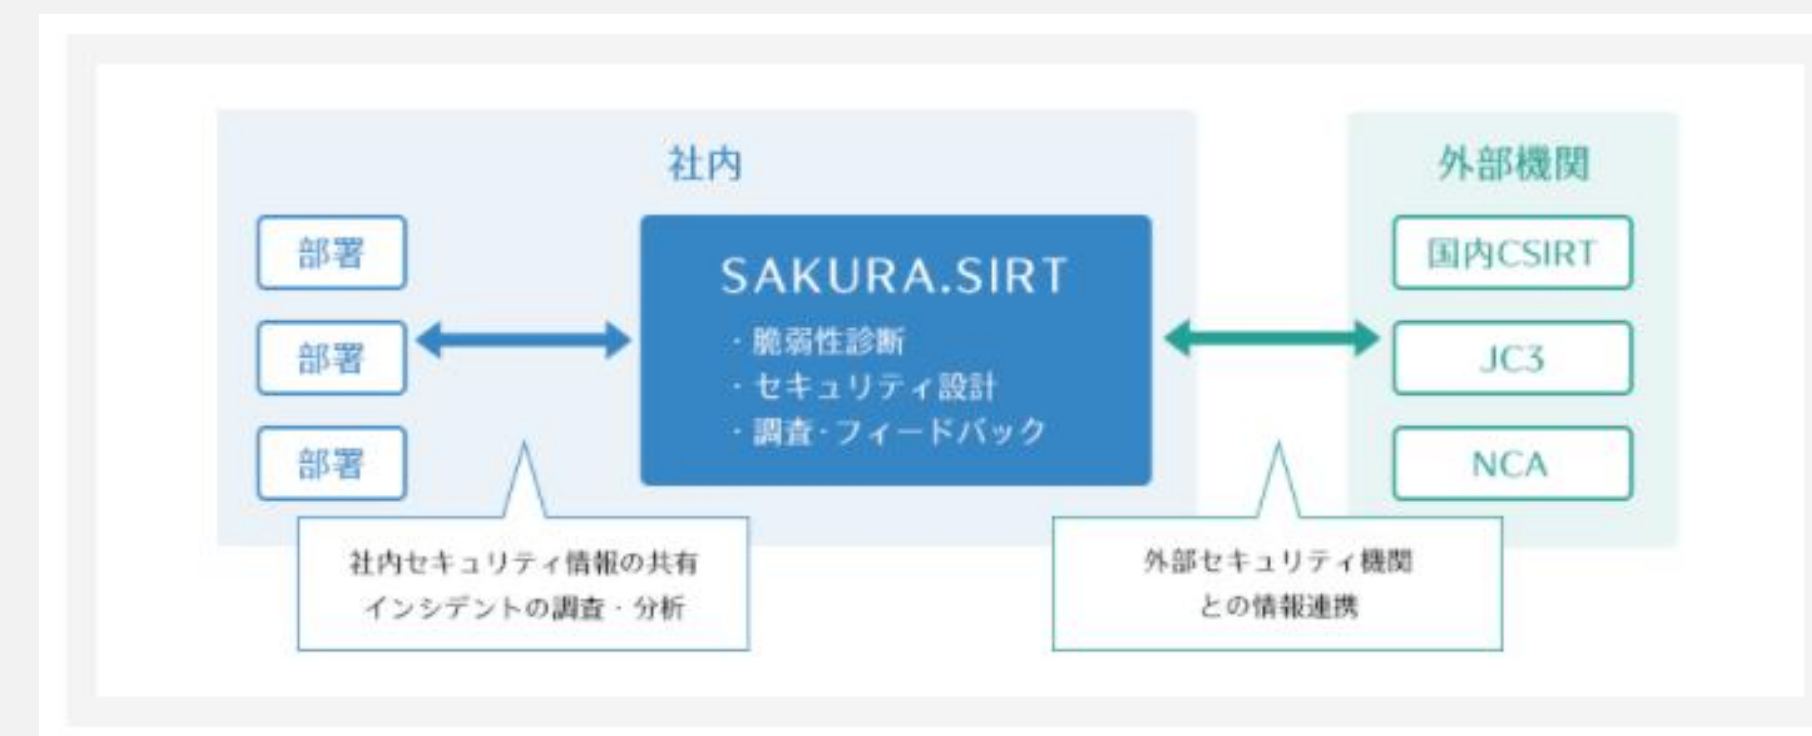 社内
部署
部署
部署
SAKURA.SIRT
・脆弱性診断
・セキュリティ設計
・調査・フィードバック
社内セキュリティ情報の共有
インシデントの調査・分析
外部機関
国内CSIRT
JC3
NCA
外部セキュリティ機関
との情報連携